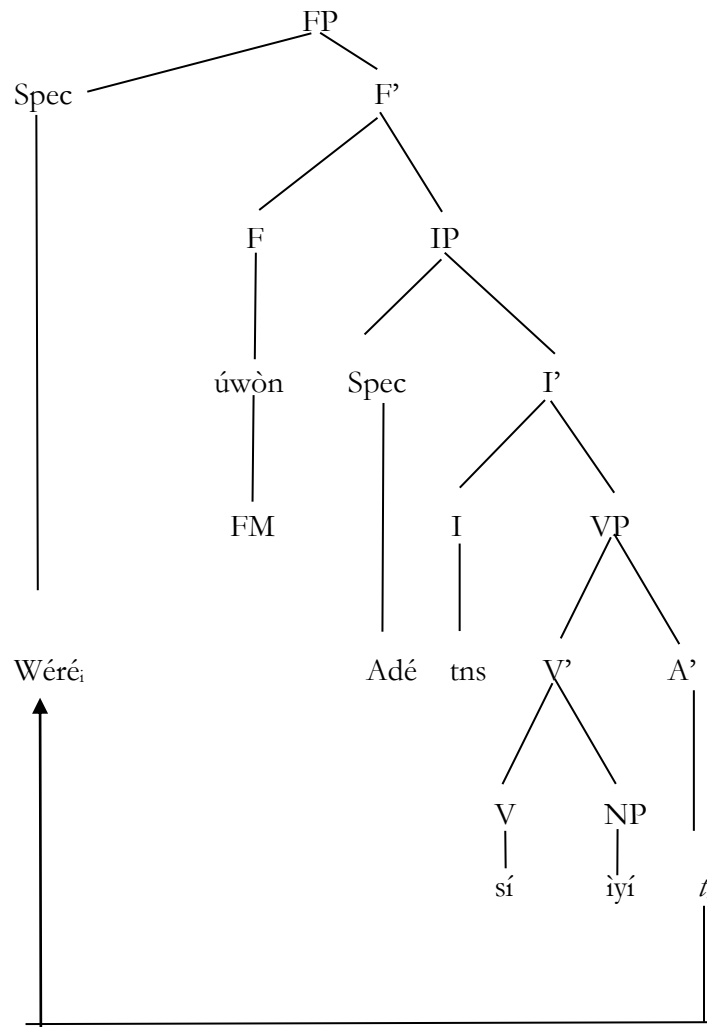 FP
Spec F’
F IP
úwòn Spec I’
FM I VP
Wéréᵢ Adé tns V’ A’
V NP
sí ìyí t